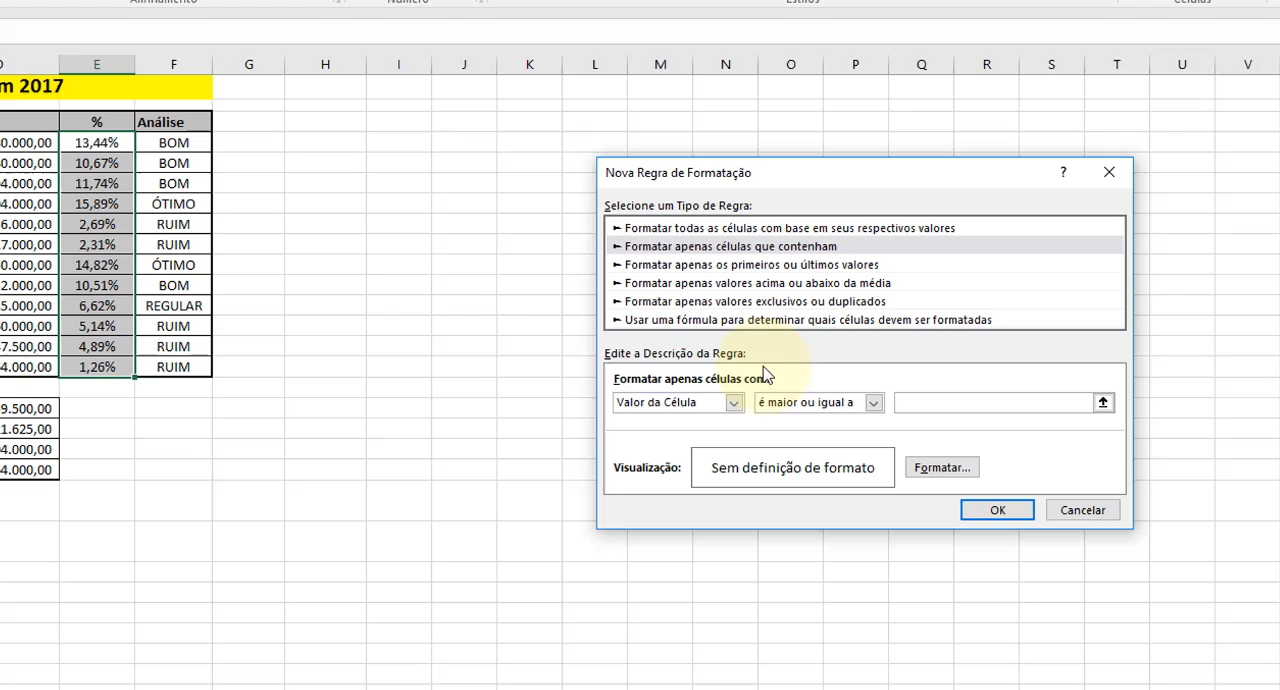 Número
Estilos
Células
E F G H I J K L M N O P Q R S T U V
m 2017
% Análise
0.000,00 13,44% BOM
0.000,00 10,67% BOM
4.000,00 11,74% BOM
4.000,00 15,89% ÓTIMO
6.000,00 2,69% RUIM
7.000,00 2,31% RUIM
0.000,00 14,82% ÓTIMO
2.000,00 10,51% BOM
5.000,00 6,62% REGULAR
0.000,00 5,14% RUIM
7.500,00 4,89% RUIM
4.000,00 1,26% RUIM
9.500,00
1.625,00
4.000,00
4.000,00
Nova Regra de Formatação ?
Selecione um Tipo de Regra:
► Formatar todas as células com base em seus respectivos valores
► Formatar apenas células que contenham
► Formatar apenas os primeiros ou últimos valores
► Formatar apenas valores acima ou abaixo da média
► Formatar apenas valores exclusivos ou duplicados
► Usar uma fórmula para determinar quais células devem ser formatadas
Edite a Descrição da Regra:
Formatar apenas células com:
Valor da Célula é maior ou igual a
Visualização: Sem definição de formato Formatar...
OK Cancelar